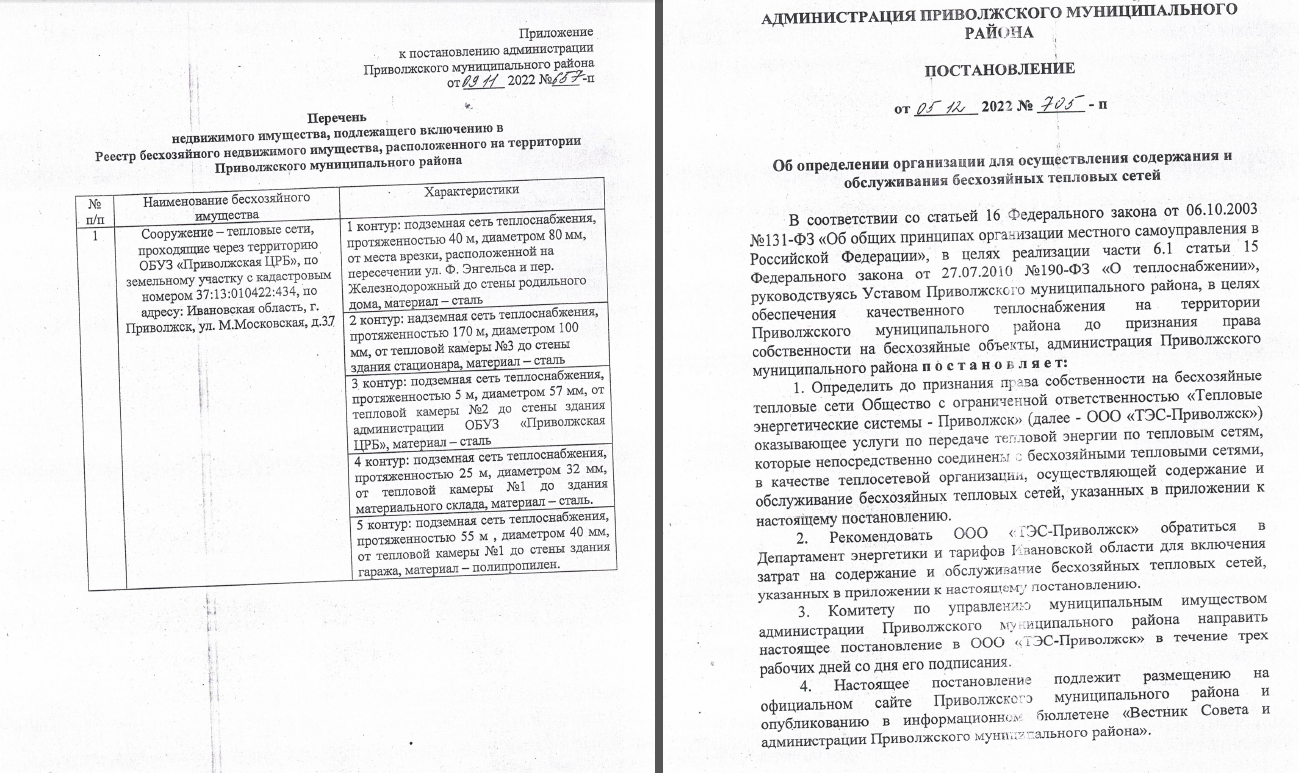 Приложение
к постановлению администрации
Приволжского муниципального района
от 09 11 2022 №657-п
Перечень
недвижимого имущества, подлежащего включению в
Реестр бесхозяйного недвижимого имущества, расположенного на территории
Приволжского муниципального района
№
п/п
Наименование бесхозяйного
имущества
Характеристики
1
Сооружение – тепловые сети,
проходящие через территорию
ОБУЗ «Приволжская ЦРБ», по
земельному участку с кадастровым
номером 37:13:010422:434, по
адресу: Ивановская область, г.
Приволжск, ул. М.Московская, д.37
1 контур: подземная сеть теплоснабжения,
протяженностью 40 м, диаметром 80 мм,
от места врезки, расположенной на
пересечении ул. Ф. Энгельса и пер.
Железнодорожный до стены родильного
дома, материал – сталь
2 контур: надземная сеть теплоснабжения,
протяженностью 170 м, диаметром 100
мм, от тепловой камеры №3 до стены
здания стационара, материал – сталь
3 контур: подземная сеть теплоснабжения,
протяженностью 5 м, диаметром 57 мм, от
тепловой камеры №2 до стены здания
администрации ОБУЗ «Приволжская
ЦРБ», материал – сталь
4 контур: подземная сеть теплоснабжения,
протяженностью 25 м, диаметром 32 мм,
от тепловой камеры №1 до здания
материального склада, материал – сталь.
5 контур: подземная сеть теплоснабжения,
протяженностью 55 м , диаметром 40 мм,
от тепловой камеры №1 до стены здания
гаража, материал – полипропилен.
АДМИНИСТРАЦИЯ ПРИВОЛЖСКОГО МУНИЦИПАЛЬНОГО
РАЙОНА
ПОСТАНОВЛЕНИЕ
от 05 12 2022 № 705 - п
Об определении организации для осуществления содержания и
обслуживания бесхозяйных тепловых сетей
В соответствии со статьей 16 Федерального закона от 06.10.2003
№131-ФЗ «Об общих принципах организации местного самоуправления в
Российской Федерации», в целях реализации части 6.1 статьи 15
Федерального закона от 27.07.2010 №190-ФЗ «О теплоснабжении»,
руководствуясь Уставом Приволжского муниципального района, в целях
обеспечения качественного теплоснабжения на территории
Приволжского муниципального района до признания права
собственности на бесхозяйные объекты, администрация Приволжского
муниципального района п о с т а н о в л я е т:
1. Определить до признания права собственности на бесхозяйные
тепловые сети Общество с ограниченной ответственностью «Тепловые
энергетические системы - Приволжск» (далее - ООО «ТЭС-Приволжск»)
оказывающее услуги по передаче тепловой энергии по тепловым сетям,
которые непосредственно соединены с бесхозяйными тепловыми сетями,
в качестве теплосетевой организации, осуществляющей содержание и
обслуживание бесхозяйных тепловых сетей, указанных в приложении к
настоящему постановлению.
2. Рекомендовать ООО «ТЭС-Приволжск» обратиться в
Департамент энергетики и тарифов Ивановской области для включения
затрат на содержание и обслуживание бесхозяйных тепловых сетей,
указанных в приложении к настоящему постановлению.
3. Комитету по управлению муниципальным имуществом
администрации Приволжского муниципального района направить
настоящее постановление в ООО «ТЭС-Приволжск» в течение трех
рабочих дней со дня его подписания.
4. Настоящее постановление подлежит размещению на
официальном сайте Приволжского муниципального района и
опубликованию в информационном бюллетене «Вестник Совета и
администрации Приволжского муниципального района».